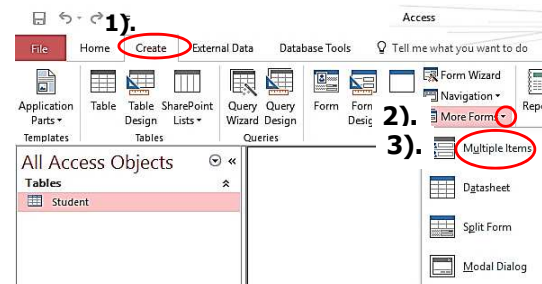 1).
Access
File Home Create External Data Database Tools Tell me what you want to do
Application Parts
Table
Table Design
SharePoint Lists
Query Wizard
Query Design
Form
Form
Form Wizard
Navigation
2). More Forms
Templates Tables Queries
3). Multiple Items
Datasheet
Split Form
Modal Dialog
All Access Objects
Tables
Student